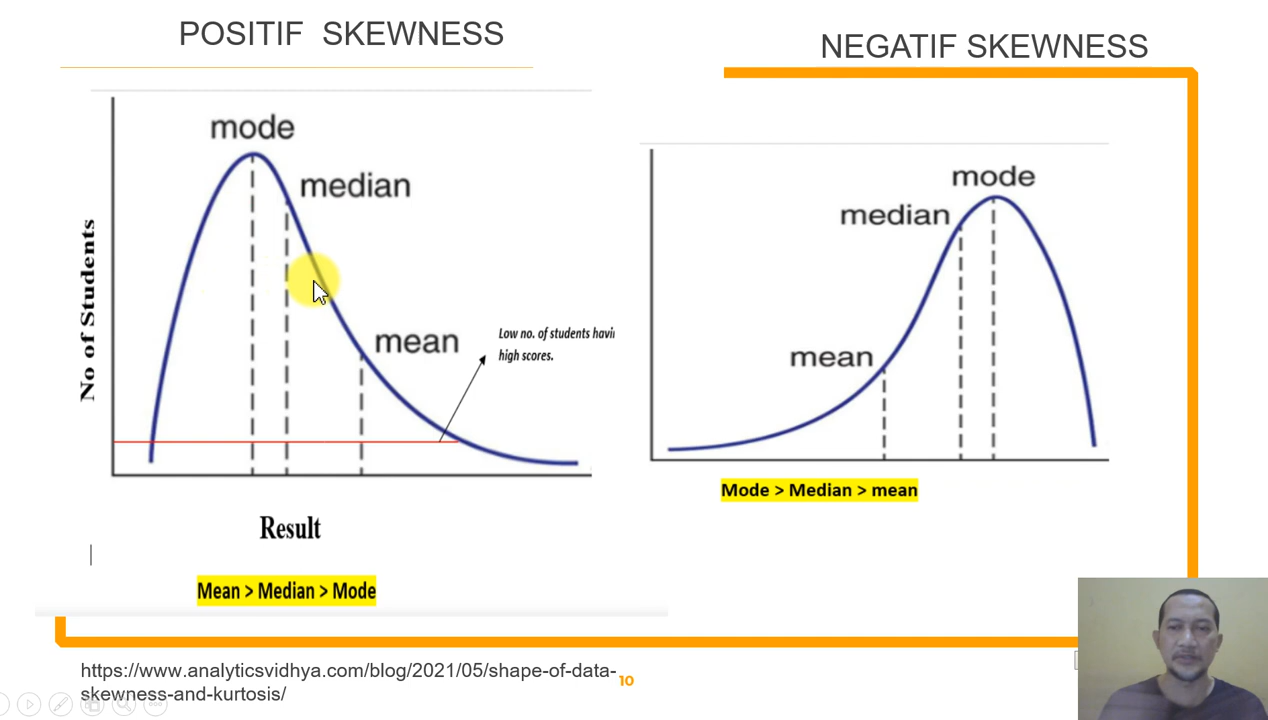 POSITIF SKEWNESS
NEGATIF SKEWNESS
mode
median
mean
No of Students
Low no. of students havin
high scores.
Result
Mean > Median > Mode
mode
median
mean
Mode > Median > mean
https://www.analyticsvidhya.com/blog/2021/05/shape-of-data-
skewness-and-kurtosis/
10